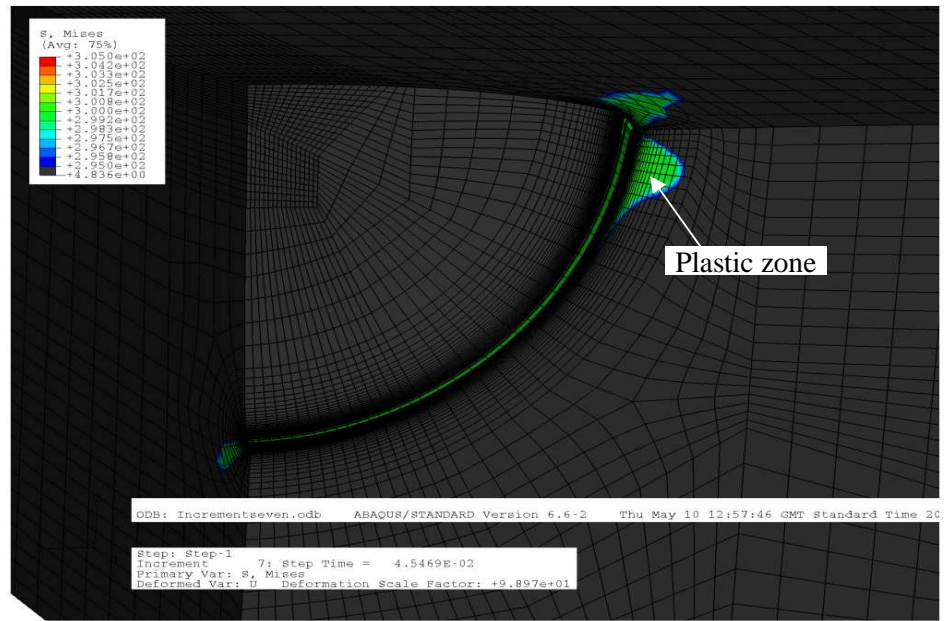 S, Mises
(Avg: 75%)
+3.050e+02
+3.042e+02
+3.033e+02
+3.025e+02
+3.017e+02
+3.008e+02
+3.000e+02
+2.992e+02
+2.983e+02
+2.975e+02
+2.967e+02
+2.958e+02
+2.950e+02
+4.836e+00
Plastic zone
ODB: Incrementseven.odb ABAQUS/STANDARD Version 6.6-2 Thu May 10 12:57:46 GMT Standard Time 20
Step: Step-1
Increment 7: Step Time = 4.5469E-02
Primary Var: S, Mises
Deformed Var: U Deformation Scale Factor: +9.897e+01